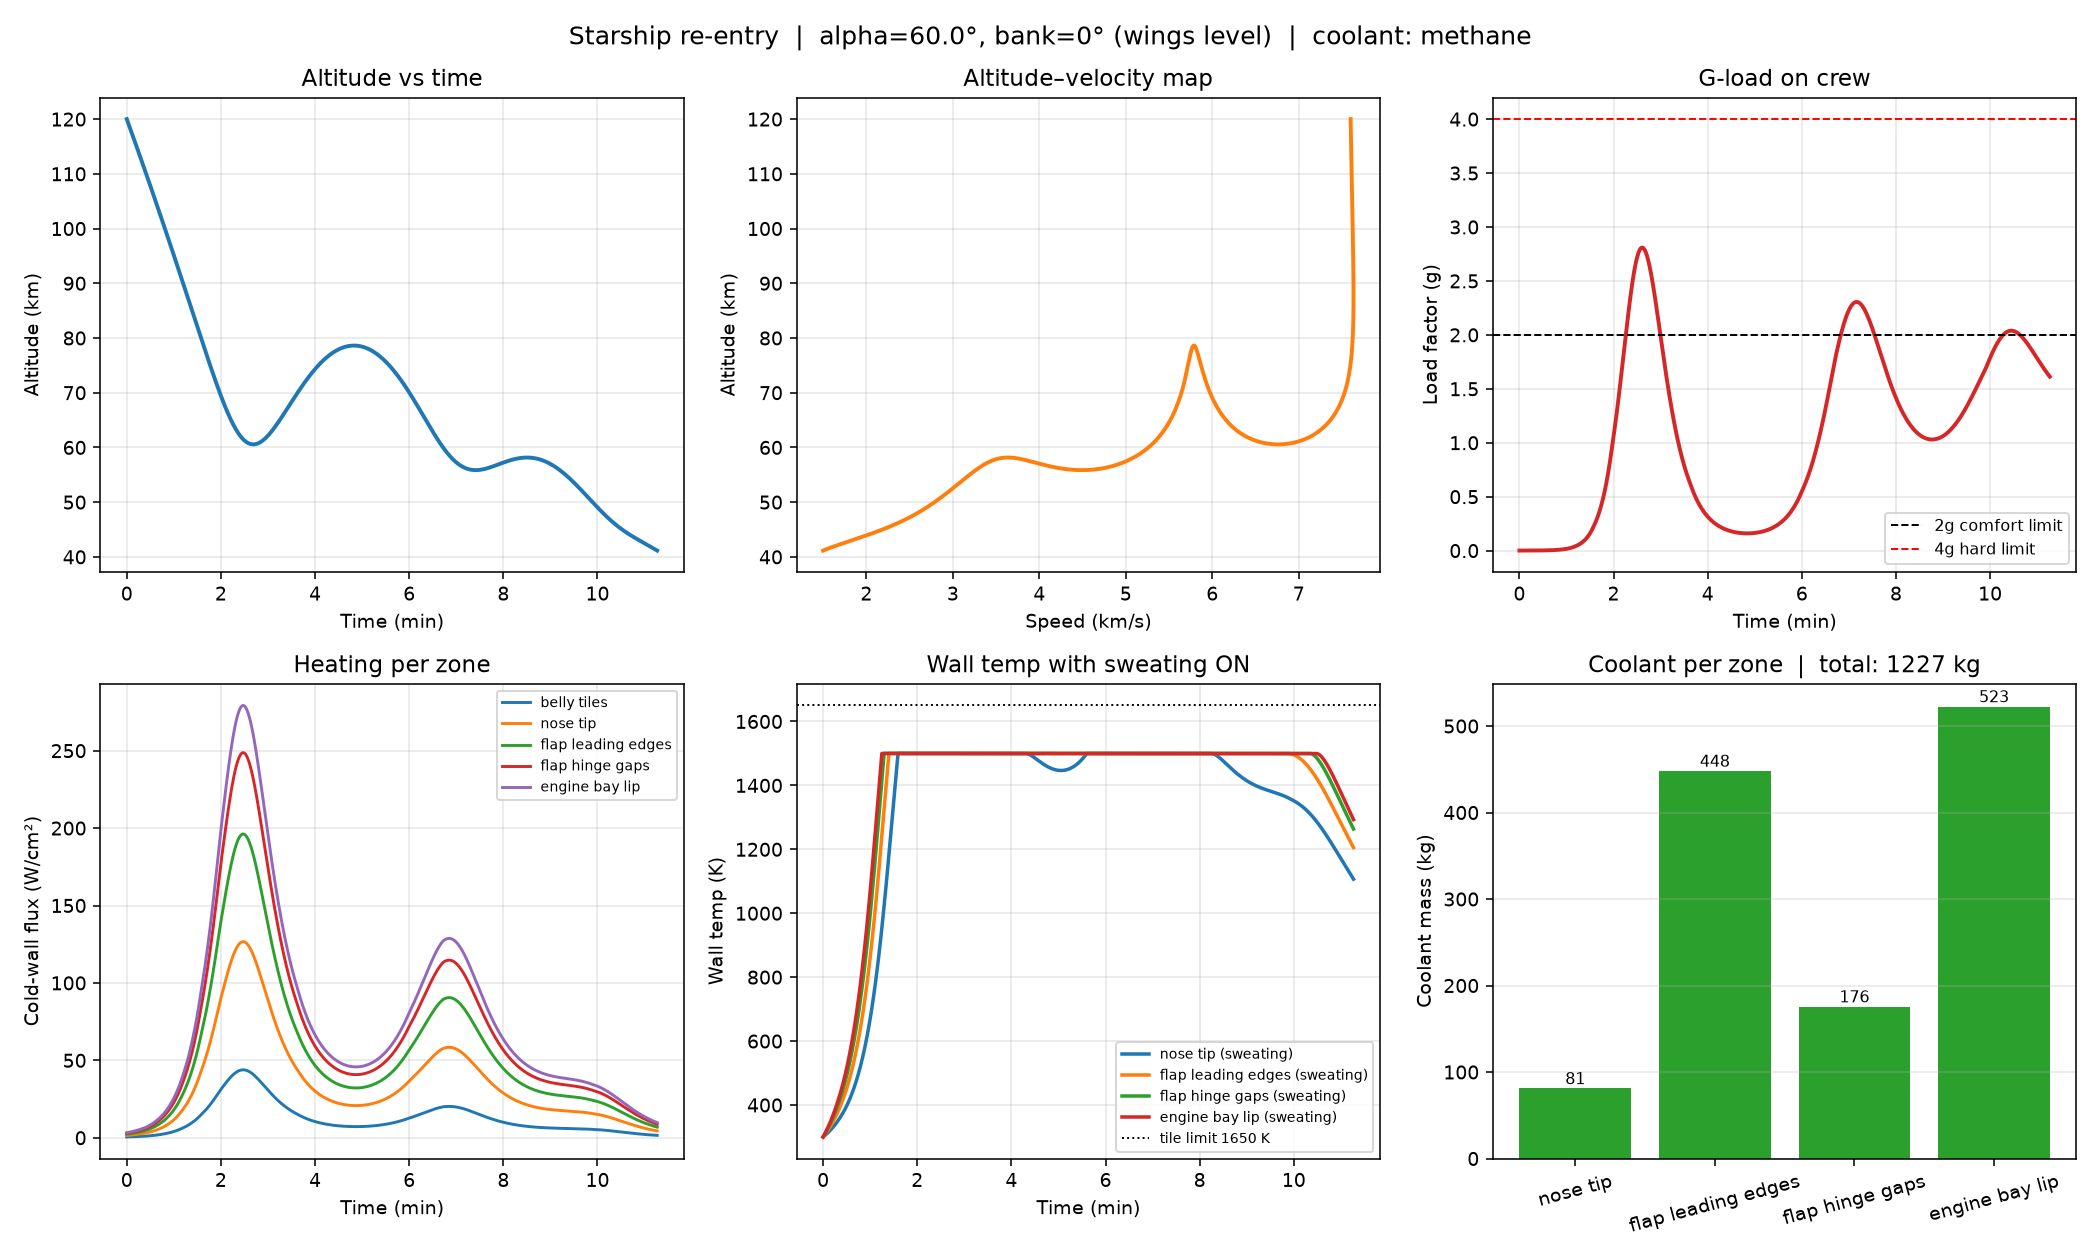 Starship re-entry | alpha=60.0°, bank=0° (wings level) | coolant: methane
Altitude vs time
Altitude (km)
120
110
100
90
80
70
60
50
40
0 2 4 6 8 10
Time (min)
Altitude–velocity map
Altitude (km)
120
110
100
90
80
70
60
50
40
2 3 4 5 6 7
Speed (km/s)
G-load on crew
Load factor (g)
4.0
3.5
3.0
2.5
2.0
1.5
1.0
0.5
0.0
2g comfort limit
4g hard limit
0 2 4 6 8 10
Time (min)
Heating per zone
Cold-wall flux (W/cm²)
250
200
150
100
50
0
belly tiles
nose tip
flap leading edges
flap hinge gaps
engine bay lip
0 2 4 6 8 10
Time (min)
Wall temp with sweating ON
Wall temp (K)
1600
1400
1200
1000
800
600
400
nose tip (sweating)
flap leading edges (sweating)
flap hinge gaps (sweating)
engine bay lip (sweating)
tile limit 1650 K
0 2 4 6 8 10
Time (min)
Coolant per zone | total: 1227 kg
Coolant mass (kg)
500
400
300
200
100
0
81
448
176
523
nose tip
flap leading edges
flap hinge gaps
engine bay lip